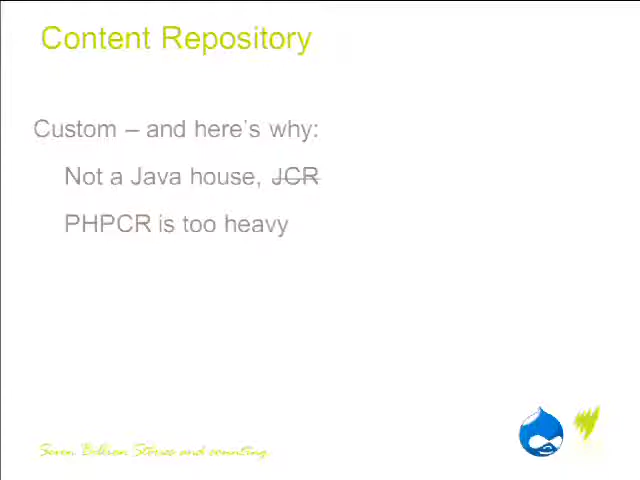 Content Repository
Custom – and here's why:
Not a Java house, JCR
PHPCR is too heavy
Seven Billion Stories and counting